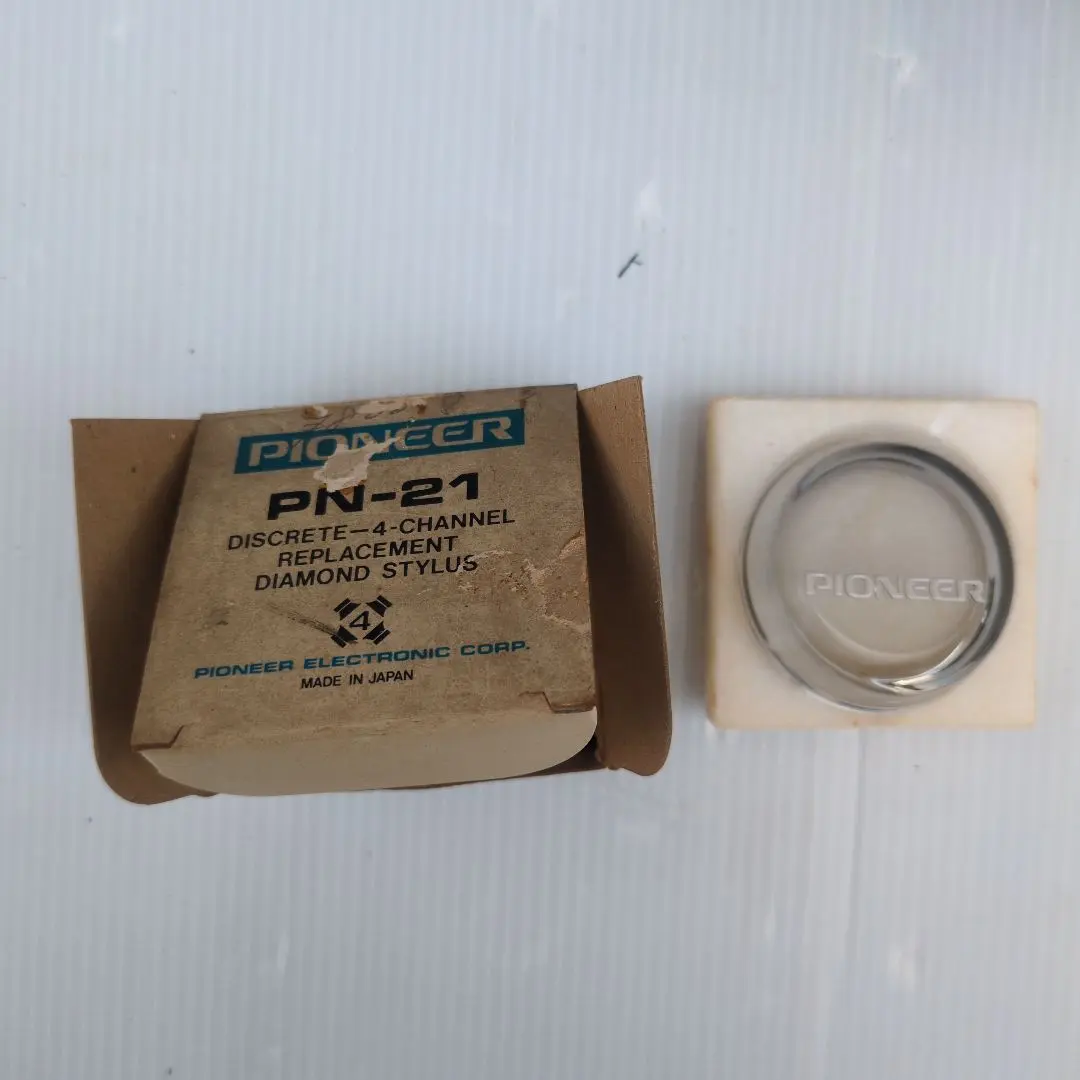 PIONEER
PN-21
DISCRETE-4-CHANNEL
REPLACEMENT
DIAMOND STYLUS
4
PIONEER ELECTRONIC CORP.
MADE IN JAPAN
PIONEER